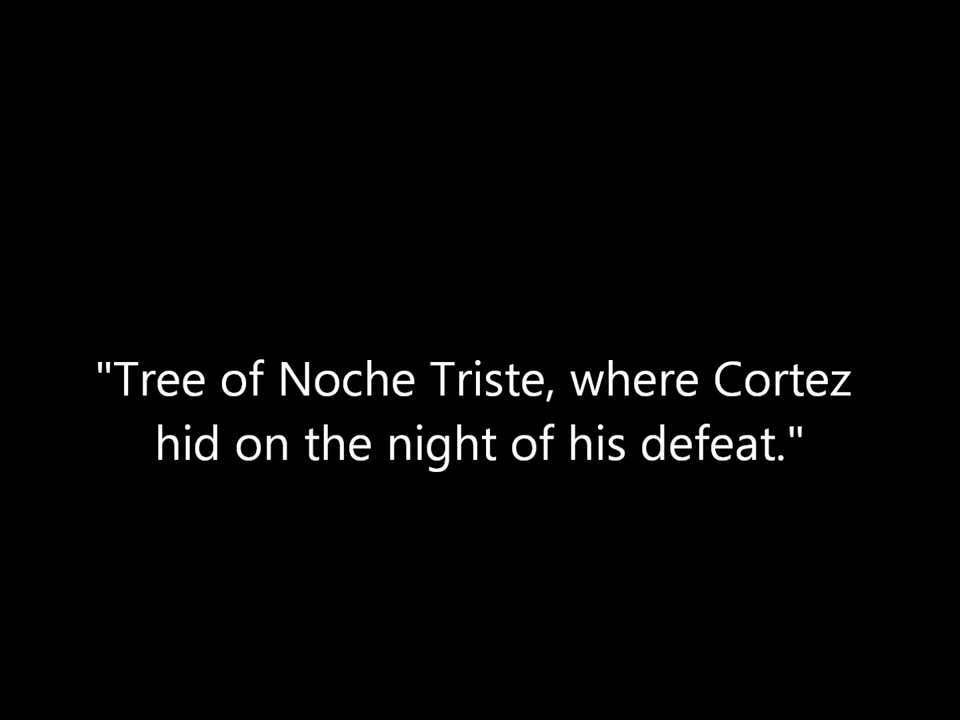 "Tree of Noche Triste, where Cortez
hid on the night of his defeat."